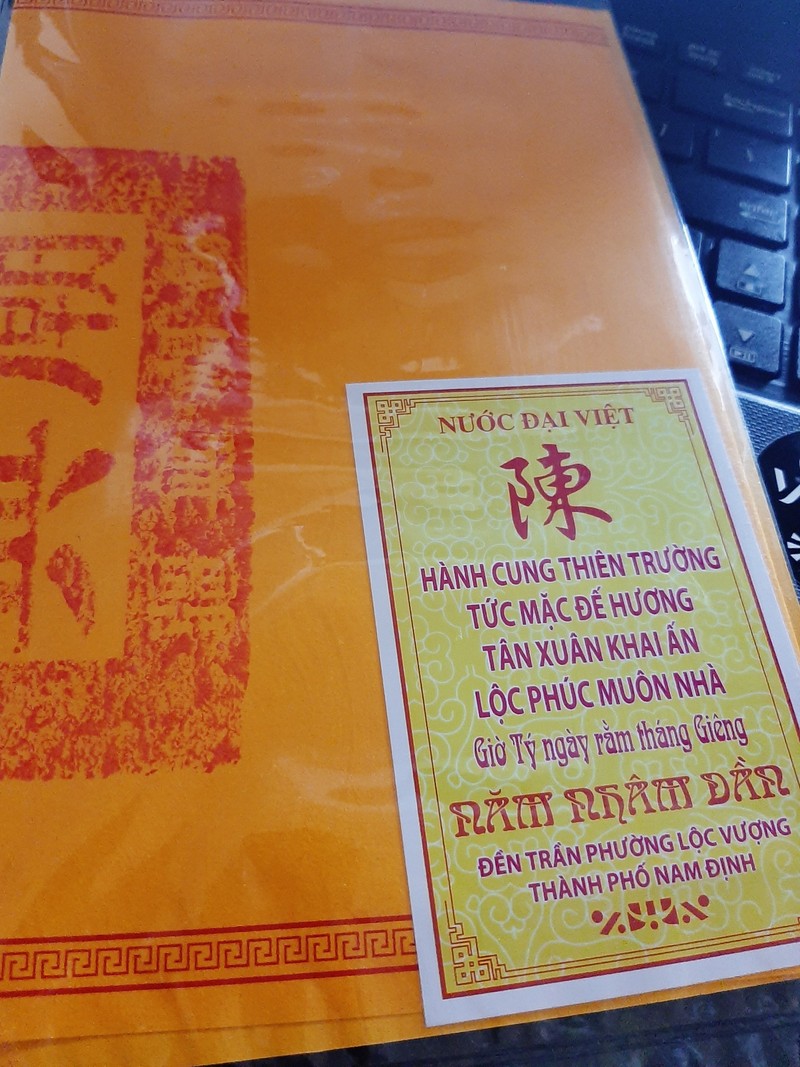 NƯỚC ĐẠI VIỆT
陳
HÀNH CUNG THIÊN TRƯỜNG
TỨC MẶC ĐẾ HƯƠNG
TÂN XUÂN KHAI ẤN
LỘC PHÚC MUÔN NHÀ
Giờ Tý ngày rằm tháng Giêng
NĂM NHÂM DẦN
ĐỀN TRẦN PHƯỜNG LỘC VƯỢNG
THÀNH PHỐ NAM ĐỊNH